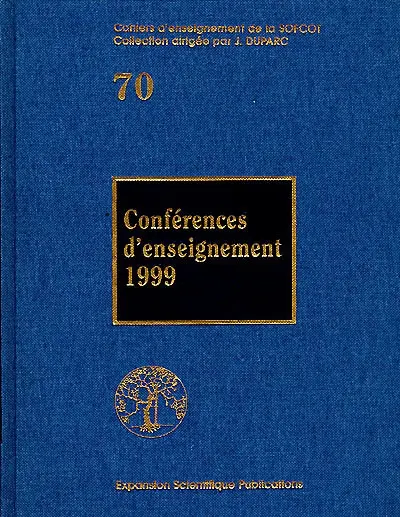 Cahiers d'enseignement de la SOFCOT
Collection dirigée par J. DUPARC
70
Conférences
d'enseignement
1999
Expansion Scientifique Publications